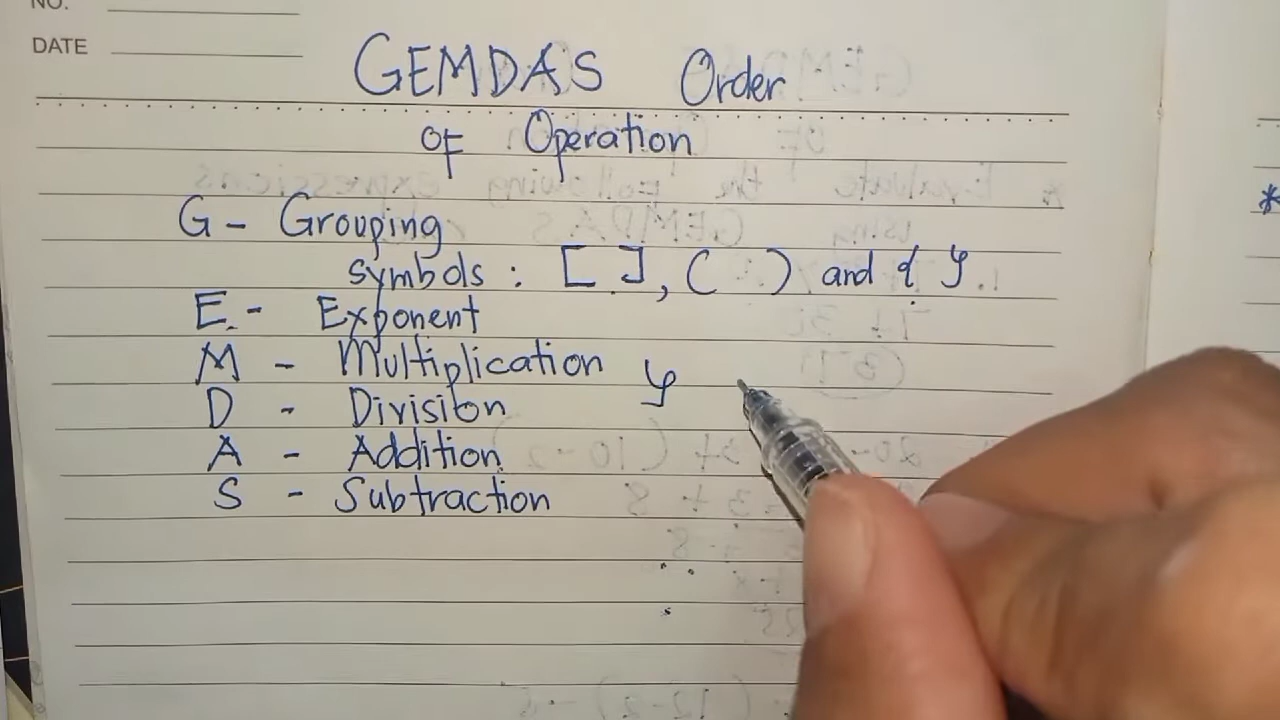 NO.
DATE
GEMDAS Order
of Operation
G - Grouping
symbols : [ ], ( ) and { }
E - Exponent
M - Multiplication }
D - Division
A - Addition
S - Subtraction
*